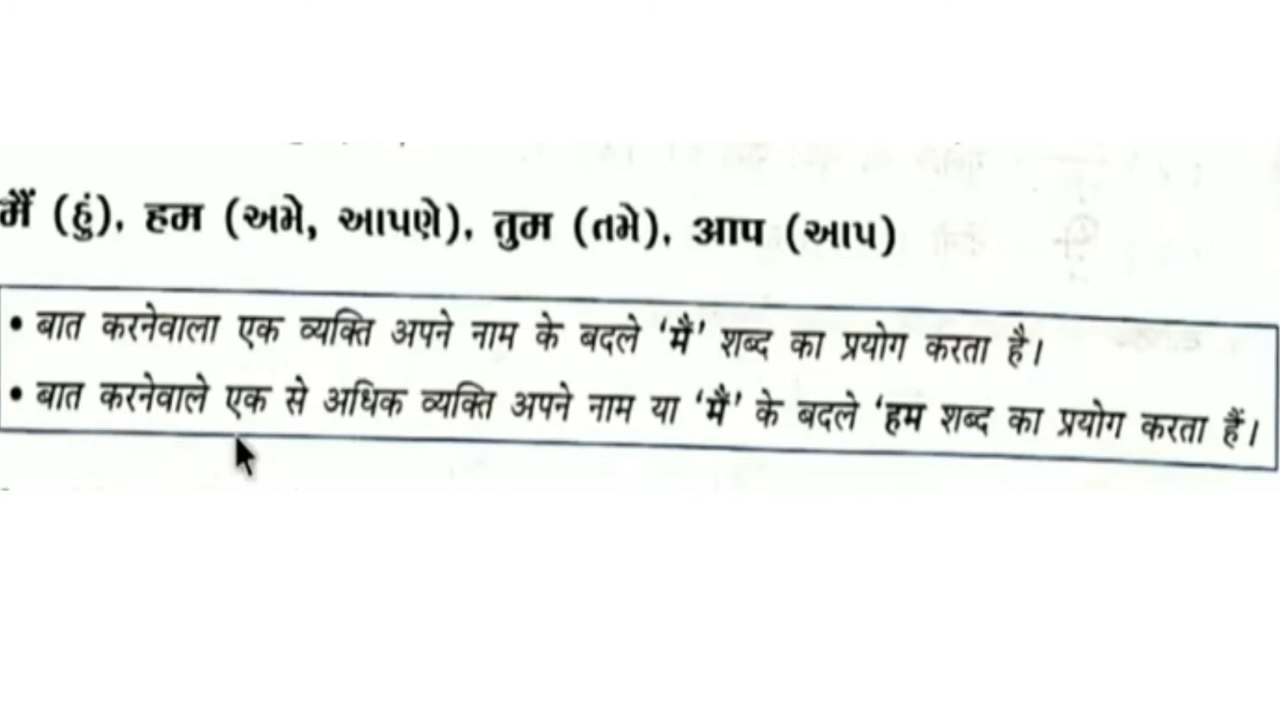 मैं (હું), हम (અમે, આપણે), तुम (તમે), आप (આપ)
• बात करनेवाला एक व्यक्ति अपने नाम के बदले ‘मैं’ शब्द का प्रयोग करता है।
• बात करनेवाले एक से अधिक व्यक्ति अपने नाम या ‘मैं’ के बदले ‘हम शब्द का प्रयोग करता हैं।